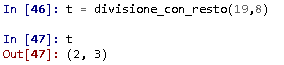 In [46]: t = divisione_con_resto(19,8)
In [47]: t
Out[47]: (2, 3)